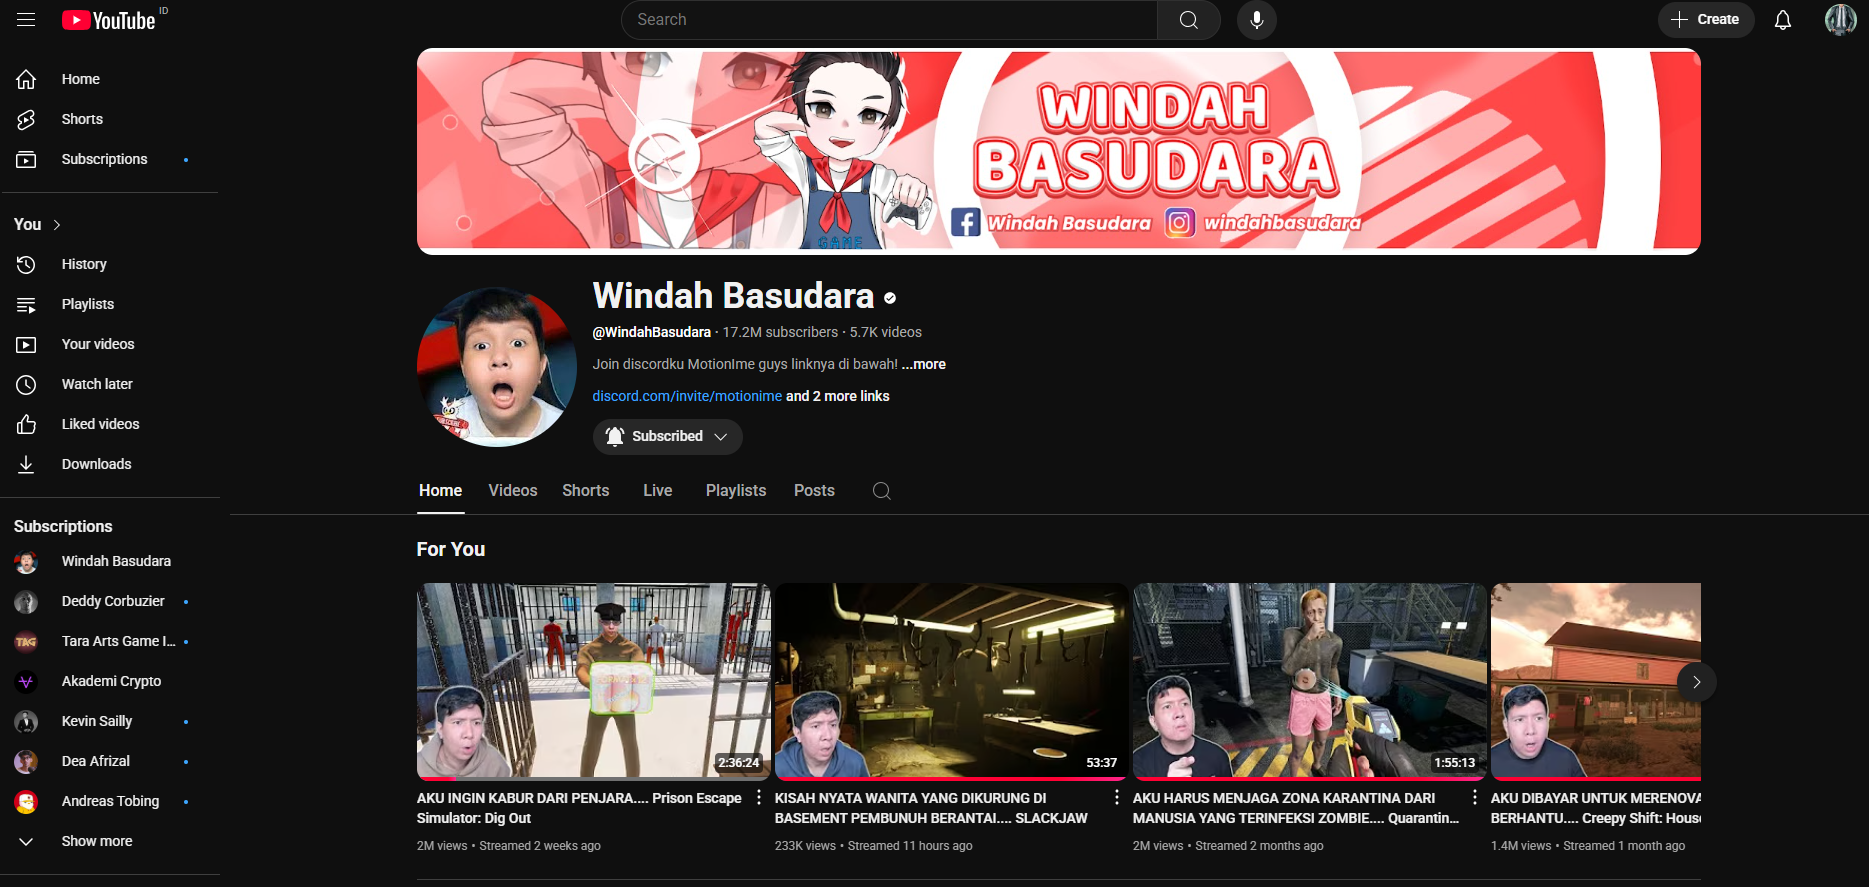 YouTube ID
Search
Create
Home
Shorts
Subscriptions
You
History
Playlists
Your videos
Watch later
Liked videos
Downloads
Subscriptions
Windah Basudara
Deddy Corbuzier
Tara Arts Game I...
Akademi Crypto
Kevin Sailly
Dea Afrizal
Andreas Tobing
Show more
WINDAH
BASUDARA
Windah Basudara windahbasudara
GAME
Windah Basudara
@WindahBasudara · 17.2M subscribers · 5.7K videos
Join discordku MotionIme guys linknya di bawah! ...more
discord.com/invite/motionime and 2 more links
Subscribed
Home Videos Shorts Live Playlists Posts
For You
2:36:24
AKU INGIN KABUR DARI PENJARA.... Prison Escape
Simulator: Dig Out
2M views • Streamed 2 weeks ago
53:37
KISAH NYATA WANITA YANG DIKURUNG DI
BASEMENT PEMBUNUH BERANTAI.... SLACKJAW
233K views • Streamed 11 hours ago
1:55:13
AKU HARUS MENJAGA ZONA KARANTINA DARI
MANUSIA YANG TERINFEKSI ZOMBIE.... Quarantin...
2M views • Streamed 2 months ago
AKU DIBAYAR UNTUK MERENOVA
BERHANTU.... Creepy Shift: House
1.4M views • Streamed 1 month ago
TAG